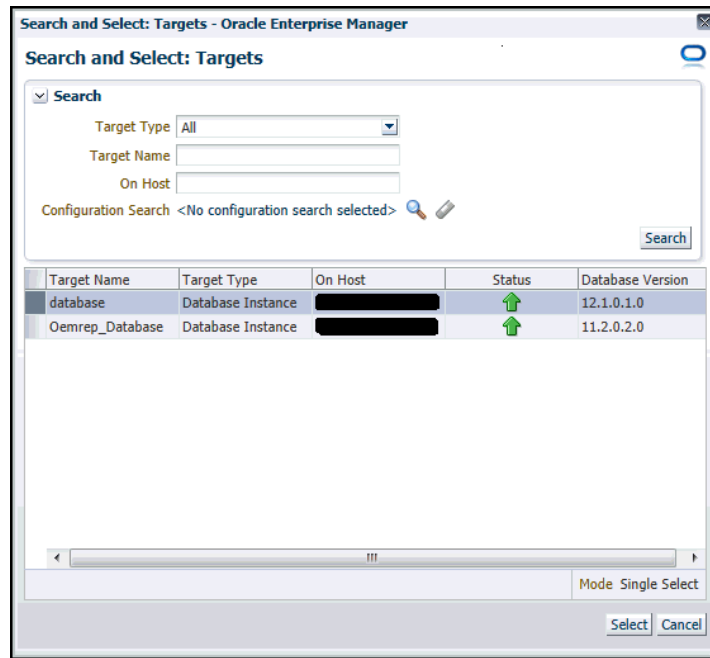 Search and Select: Targets - Oracle Enterprise Manager
Search and Select: Targets
Search
Target Type All
Target Name
On Host
Configuration Search <No configuration search selected>
Search
Target Name Target Type On Host Status Database Version
database Database Instance 12.1.0.1.0
Oemrep_Database Database Instance 11.2.0.2.0
Mode Single Select
Select Cancel